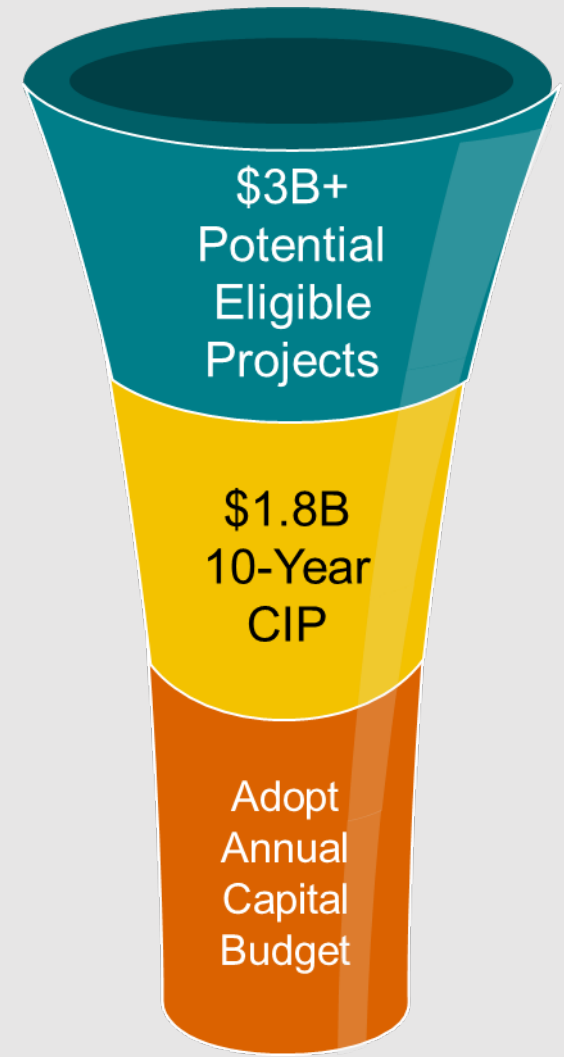 $3B+
Potential
Eligible
Projects
$1.8B
10-Year
CIP
Adopt
Annual
Capital
Budget